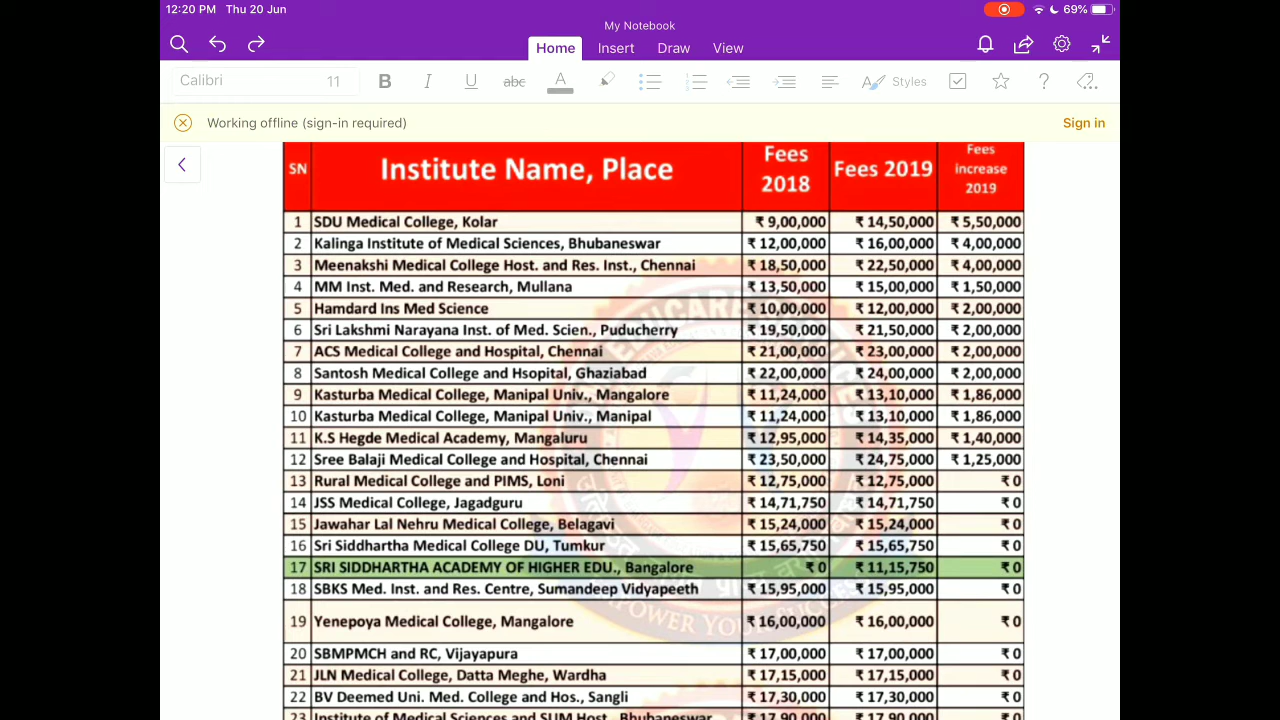 12:20 PM Thu 20 Jun 69%
My Notebook
Home Insert Draw View
Calibri 11 B I U abc A Styles ?
Working offline (sign-in required) Sign in
SN Institute Name, Place Fees 2018 Fees 2019 Fees increase 2019
1 SDU Medical College, Kolar ₹ 9,00,000 ₹ 14,50,000 ₹ 5,50,000
2 Kalinga Institute of Medical Sciences, Bhubaneswar ₹ 12,00,000 ₹ 16,00,000 ₹ 4,00,000
3 Meenakshi Medical College Host. and Res. Inst., Chennai ₹ 18,50,000 ₹ 22,50,000 ₹ 4,00,000
4 MM Inst. Med. and Research, Mullana ₹ 13,50,000 ₹ 15,00,000 ₹ 1,50,000
5 Hamdard Ins Med Science ₹ 10,00,000 ₹ 12,00,000 ₹ 2,00,000
6 Sri Lakshmi Narayana Inst. of Med. Scien., Puducherry ₹ 19,50,000 ₹ 21,50,000 ₹ 2,00,000
7 ACS Medical College and Hospital, Chennai ₹ 21,00,000 ₹ 23,00,000 ₹ 2,00,000
8 Santosh Medical College and Hsopital, Ghaziabad ₹ 22,00,000 ₹ 24,00,000 ₹ 2,00,000
9 Kasturba Medical College, Manipal Univ., Mangalore ₹ 11,24,000 ₹ 13,10,000 ₹ 1,86,000
10 Kasturba Medical College, Manipal Univ., Manipal ₹ 11,24,000 ₹ 13,10,000 ₹ 1,86,000
11 K.S Hegde Medical Academy, Mangaluru ₹ 12,95,000 ₹ 14,35,000 ₹ 1,40,000
12 Sree Balaji Medical College and Hospital, Chennai ₹ 23,50,000 ₹ 24,75,000 ₹ 1,25,000
13 Rural Medical College and PIMS, Loni ₹ 12,75,000 ₹ 12,75,000 ₹ 0
14 JSS Medical College, Jagadguru ₹ 14,71,750 ₹ 14,71,750 ₹ 0
15 Jawahar Lal Nehru Medical College, Belagavi ₹ 15,24,000 ₹ 15,24,000 ₹ 0
16 Sri Siddhartha Medical College DU, Tumkur ₹ 15,65,750 ₹ 15,65,750 ₹ 0
17 SRI SIDDHARTHA ACADEMY OF HIGHER EDU., Bangalore ₹ 0 ₹ 11,15,750 ₹ 0
18 SBKS Med. Inst. and Res. Centre, Sumandeep Vidyapeeth ₹ 15,95,000 ₹ 15,95,000 ₹ 0
19 Yenepoya Medical College, Mangalore ₹ 16,00,000 ₹ 16,00,000 ₹ 0
20 SBMPMCH and RC, Vijayapura ₹ 17,00,000 ₹ 17,00,000 ₹ 0
21 JLN Medical College, Datta Meghe, Wardha ₹ 17,15,000 ₹ 17,15,000 ₹ 0
22 BV Deemed Uni. Med. College and Hos., Sangli ₹ 17,30,000 ₹ 17,30,000 ₹ 0
23 Institute of Medical Sciences and SUM Host., Bhubaneswar ₹ 17,90,000 ₹ 17,90,000 ₹ 0